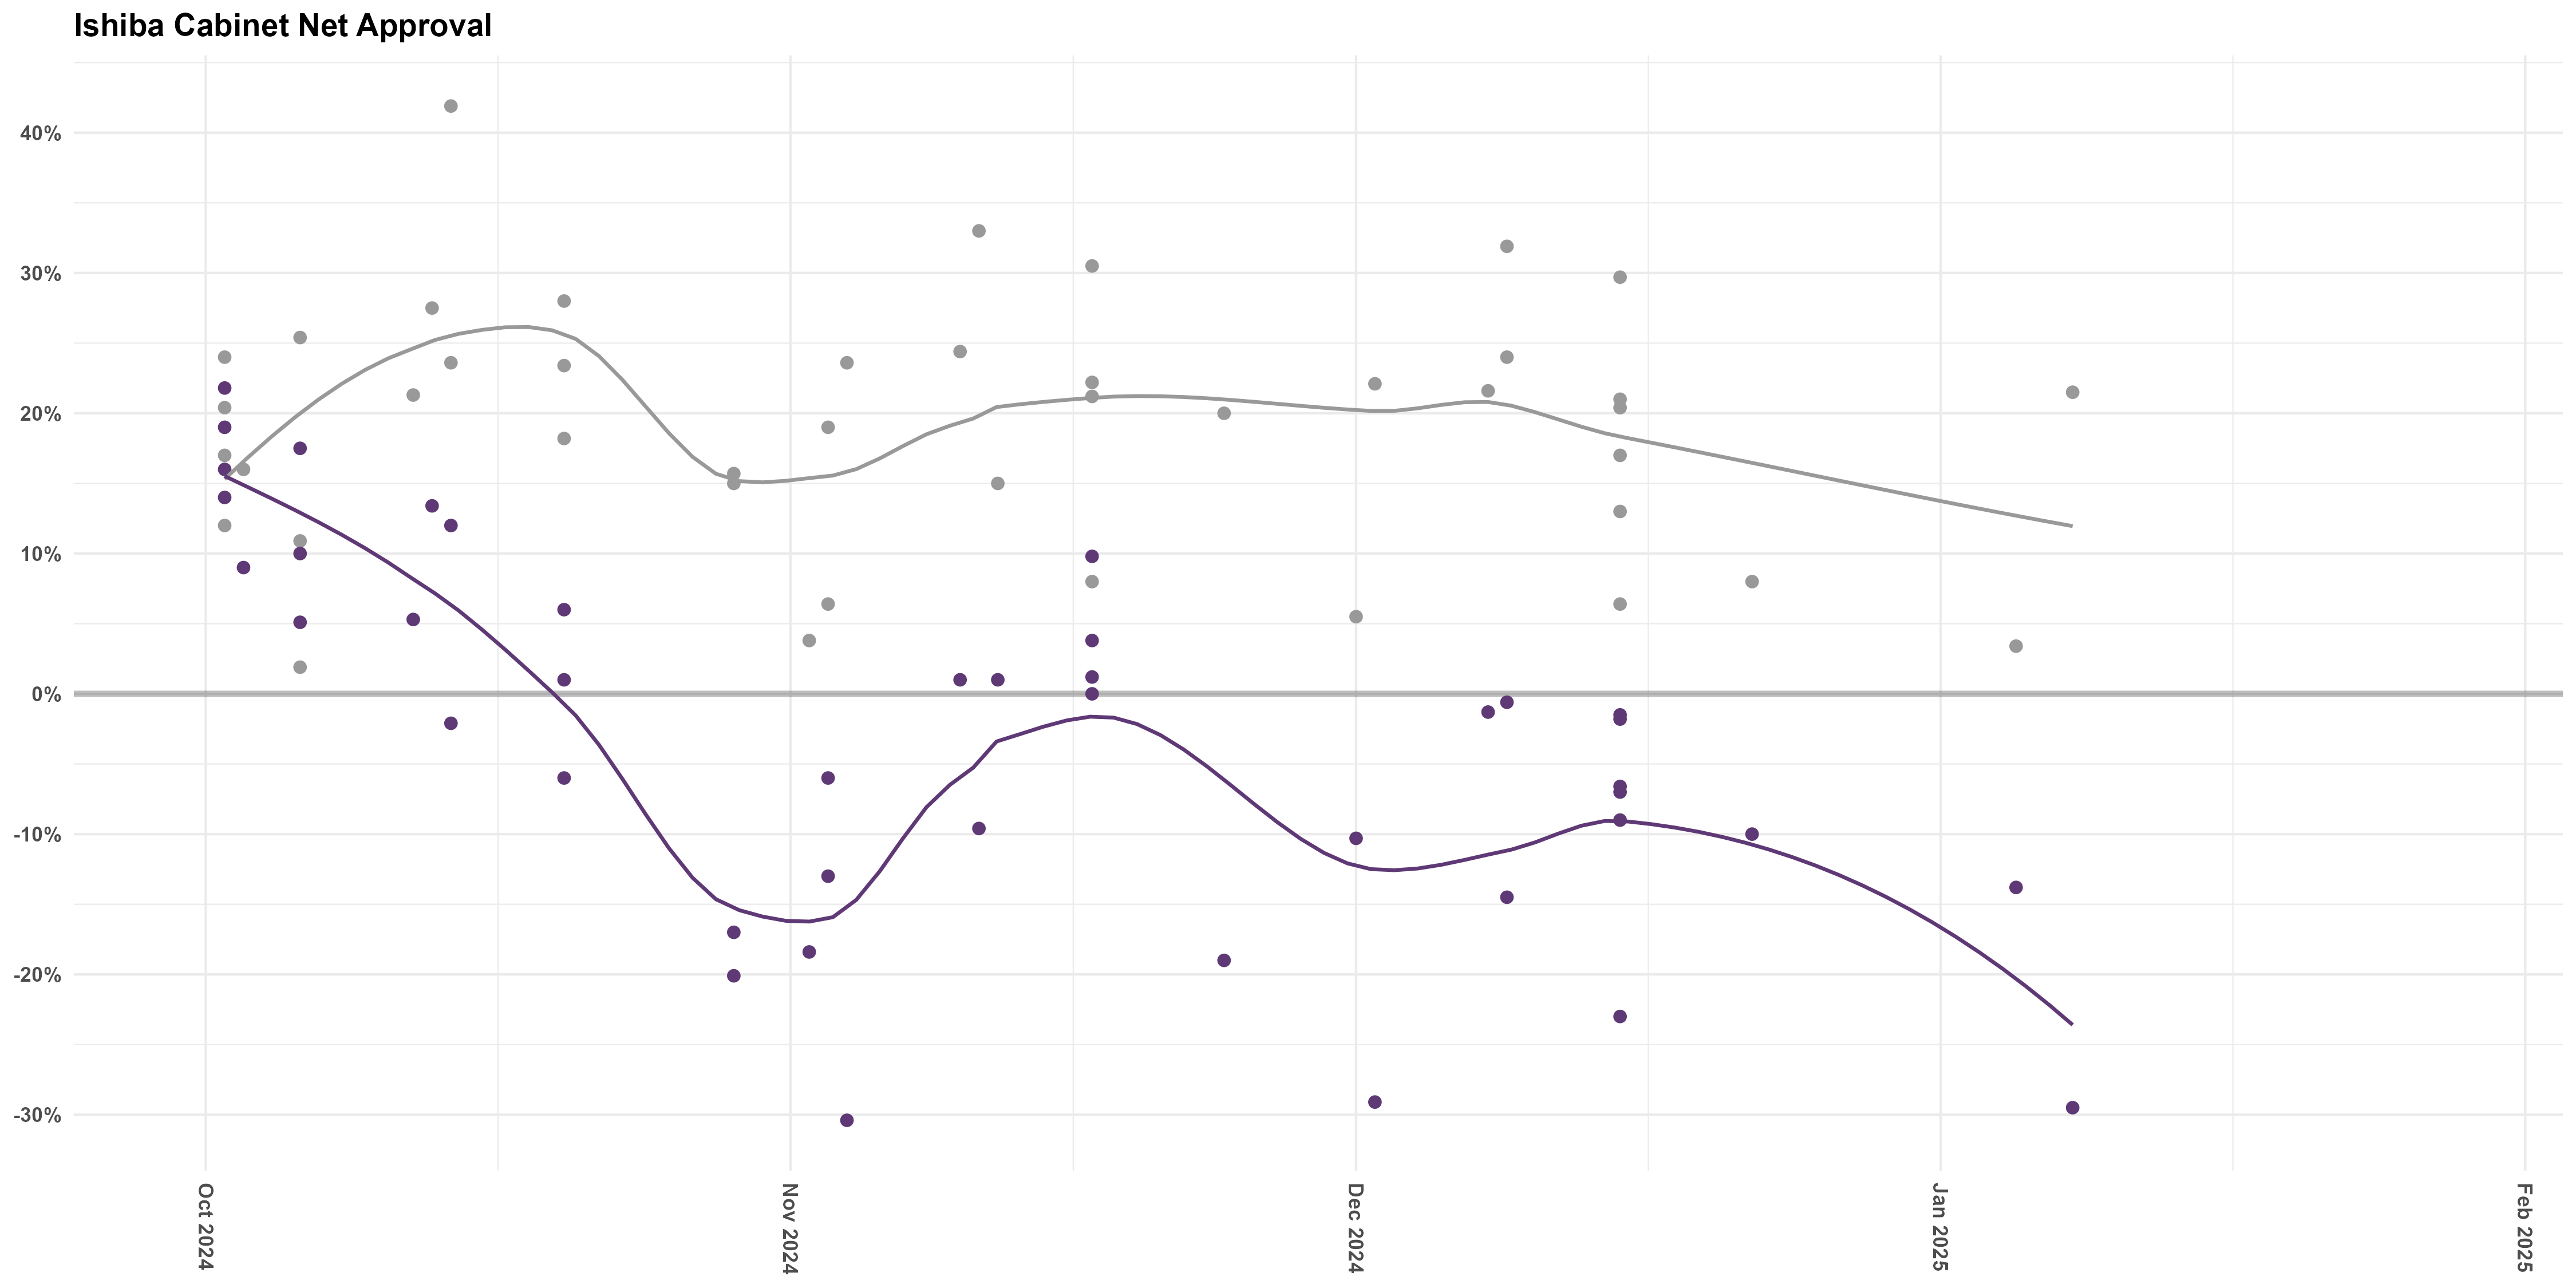 Ishiba Cabinet Net Approval
40%
30%
20%
10%
0%
-10%
-20%
-30%
Oct 2024
Nov 2024
Dec 2024
Jan 2025
Feb 2025